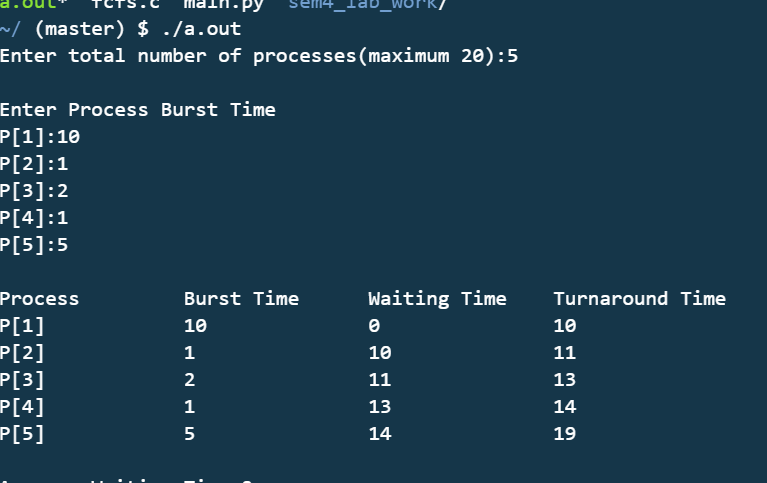 a.out* fcfs.c main.py sem4_lab_work/
~/ (master) $ ./a.out
Enter total number of processes(maximum 20):5
Enter Process Burst Time
P[1]:10
P[2]:1
P[3]:2
P[4]:1
P[5]:5
Process Burst Time Waiting Time Turnaround Time
P[1] 10 0 10
P[2] 1 10 11
P[3] 2 11 13
P[4] 1 13 14
P[5] 5 14 19